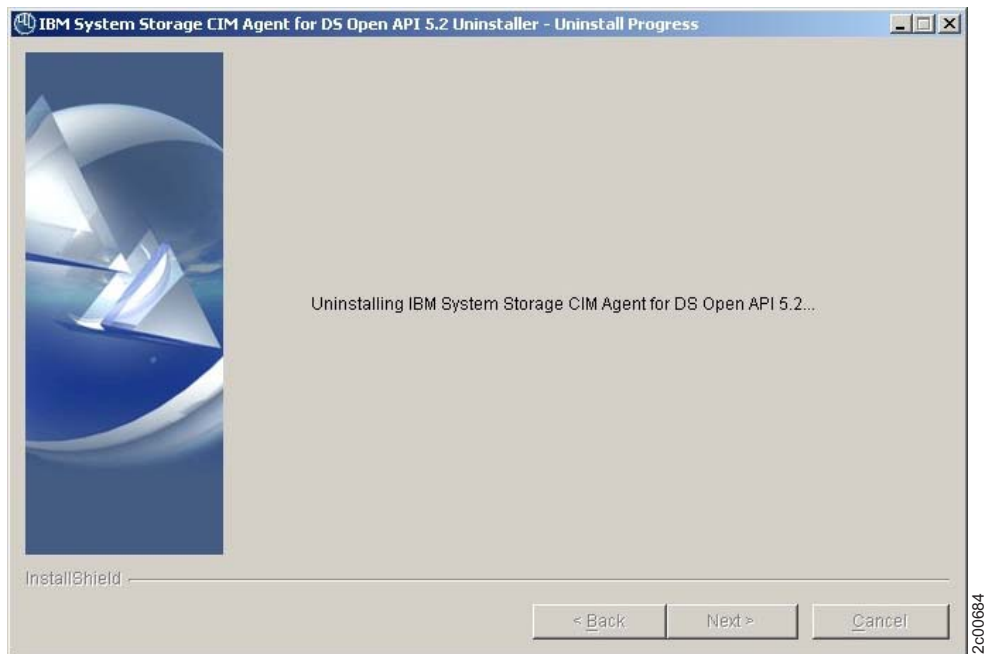 IBM System Storage CIM Agent for DS Open API 5.2 Uninstaller - Uninstall Progress
Uninstalling IBM System Storage CIM Agent for DS Open API 5.2...
InstallShield
< Back
Next >
Cancel
2c00684